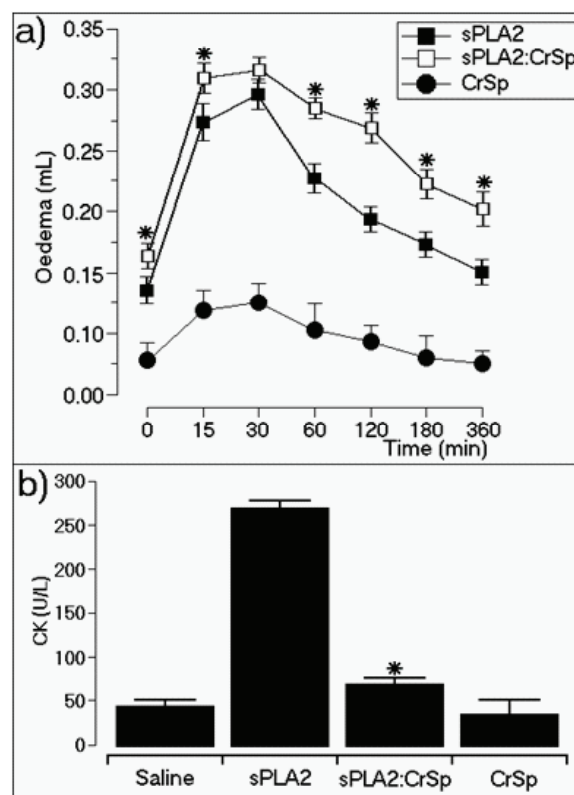 a)
sPLA2
sPLA2:CrSp
CrSp
Oedema (mL)
0.35
0.30
0.25
0.20
0.15
0.10
0.00
0 15 30 60 120 180 360
Time (min)
b)
CK (U/L)
300
250
200
150
100
50
0
Saline sPLA2 sPLA2:CrSp CrSp